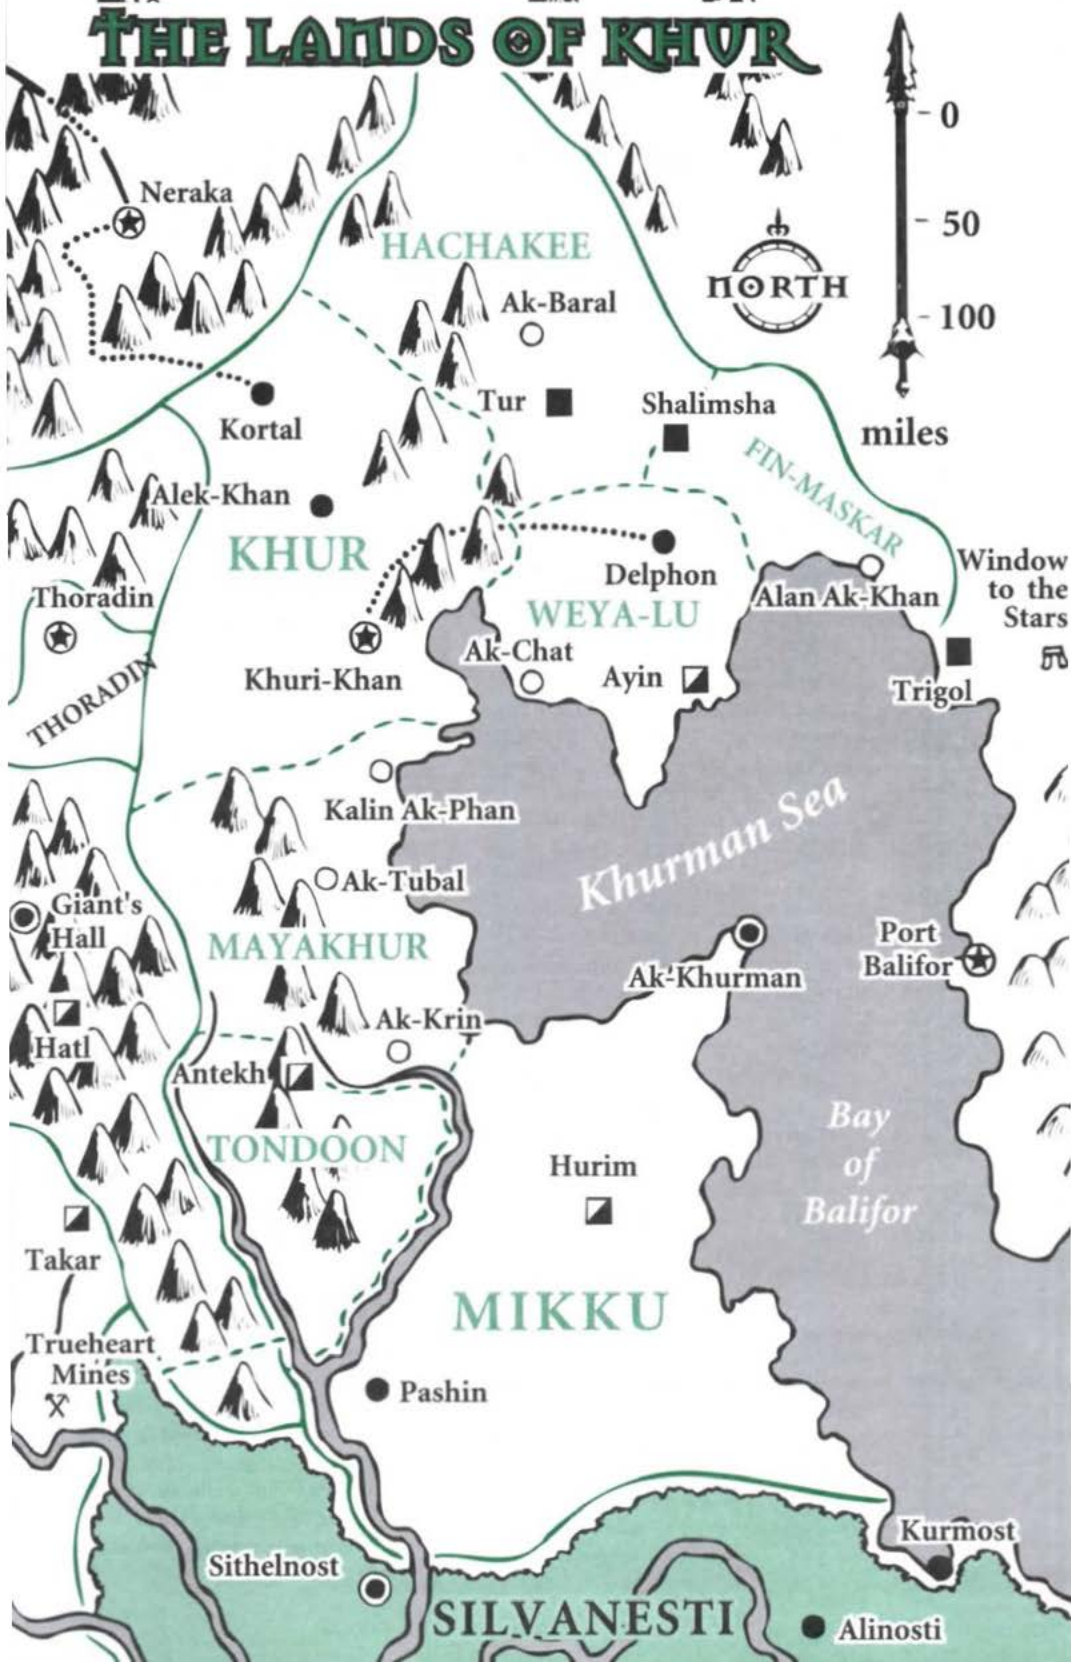 THE LANDS OF KHUR
0
Neraka
50
HACHAKEE
NORTH
Ak-Baral
100
Tur
Shalimsha
Kortal
miles
FIN-MASKAR
Alek-Khan
KHUR
Delphon
Window
to the
Stars
Thoradin
Alan Ak-Khan
WEYA-LU
Ak-Chat
Khuri-Khan
Ayin
Trigol
THORADIN
Kalin Ak-Phan
Khurman Sea
Ak-Tubal
Giant's
Hall
MAYAKHUR
Port
Balifor
Ak-Khurman
Ak-Krin
Hatl
Antekh
Bay
of
Balifor
TONDOON
Hurim
Takar
MIKKU
Trueheart
Mines
Pashin
Kurmost
Sithelnost
SILVANESTI
Alinosti